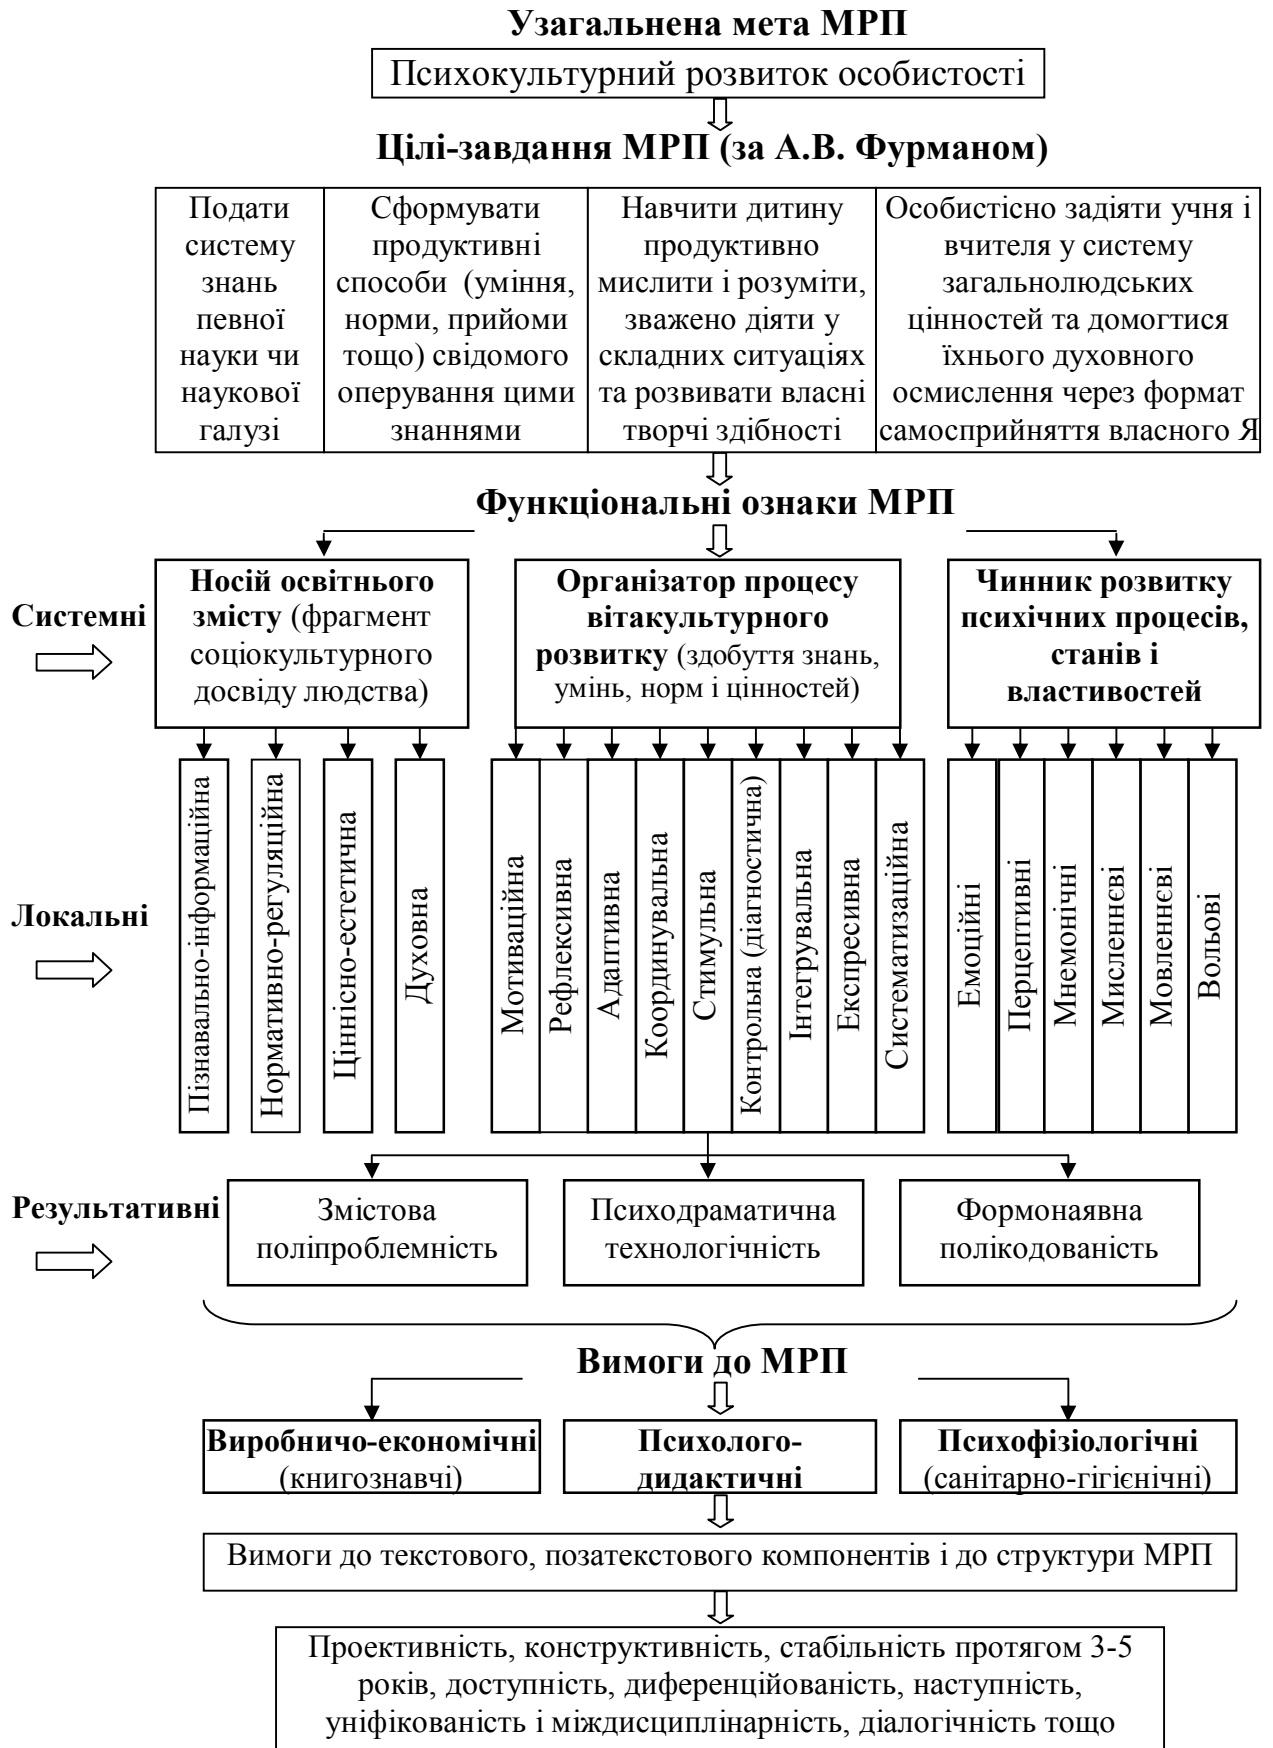 Узагальнена мета МРП
Психокультурний розвиток особистості
Цілі-завдання МРП (за А.В. Фурманом)
Подати
систему
знань
певної
науки чи
наукової
галузі
Сформувати
продуктивні
способи (уміння,
норми, прийоми
тощо) свідомого
оперування цими
знаннями
Навчити дитину
продуктивно
мислити і розуміти,
зважено діяти у
складних ситуаціях
та розвивати власні
творчі здібності
Особистісно задіяти учня і
вчителя у систему
загальнолюдських
цінностей та домогтися
їхнього духовного
осмислення через формат
самосприйняття власного Я
Функціональні ознаки МРП
Системні
Носій освітнього
змісту (фрагмент
соціокультурного
досвіду людства)
Організатор процесу
вітакультурного
розвитку (здобуття знань,
умінь, норм і цінностей)
Чинник розвитку
психічних процесів,
станів і
властивостей
Локальні
Пізнавально-інформаційна
Нормативно-регуляційна
Ціннісно-естетична
Духовна
Мотиваційна
Рефлексивна
Адаптивна
Координувальна
Стимульна
Контрольна (діагностична)
Інтегрувальна
Експресивна
Систематизаційна
Емоційні
Перцептивні
Мнемонічні
Мисленнєві
Мовленнєві
Вольові
Результативні
Змістова
поліпроблемність
Психодраматична
технологічність
Формонаявна
полікодованість
Вимоги до МРП
Виробничо-економічні
(книгознавчі)
Психолого-
дидактичні
Психофізіологічні
(санітарно-гігієнічні)
Вимоги до текстового, позатекстового компонентів і до структури МРП
Проективність, конструктивність, стабільність протягом 3-5
років, доступність, диференційованість, наступність,
уніфікованість і міждисциплінарність, діалогічність тощо